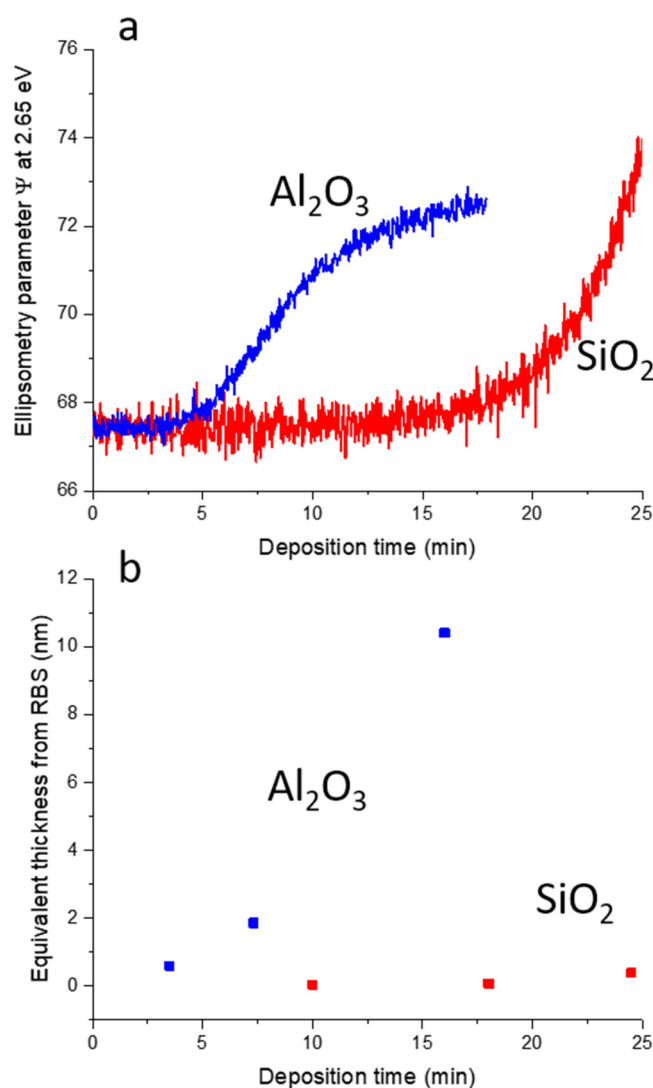 a
Ellipsometry parameter Ψ at 2.65 eV
76
74
72
70
68
66
Al₂O₃
SiO₂
0 5 10 15 20 25
Deposition time (min)
b
Equivalent thickness from RBS (nm)
12
10
8
6
4
2
0
Al₂O₃
SiO₂
0 5 10 15 20 25
Deposition time (min)